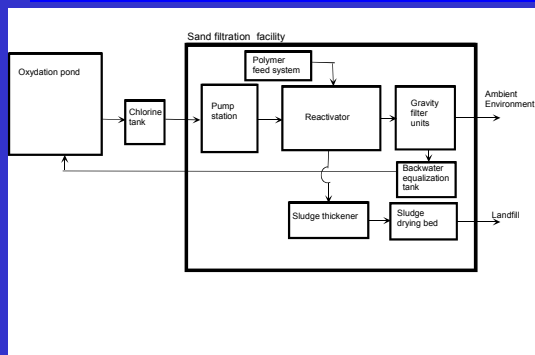 Sand filtration facility
Oxydation pond
Polymer
feed system
Chlorine
tank
Pump
station
Reactivator
Gravity
filter
units
Ambient
Environment
Backwater
equalization
tank
Sludge thickener
Sludge
drying bed
Landfill